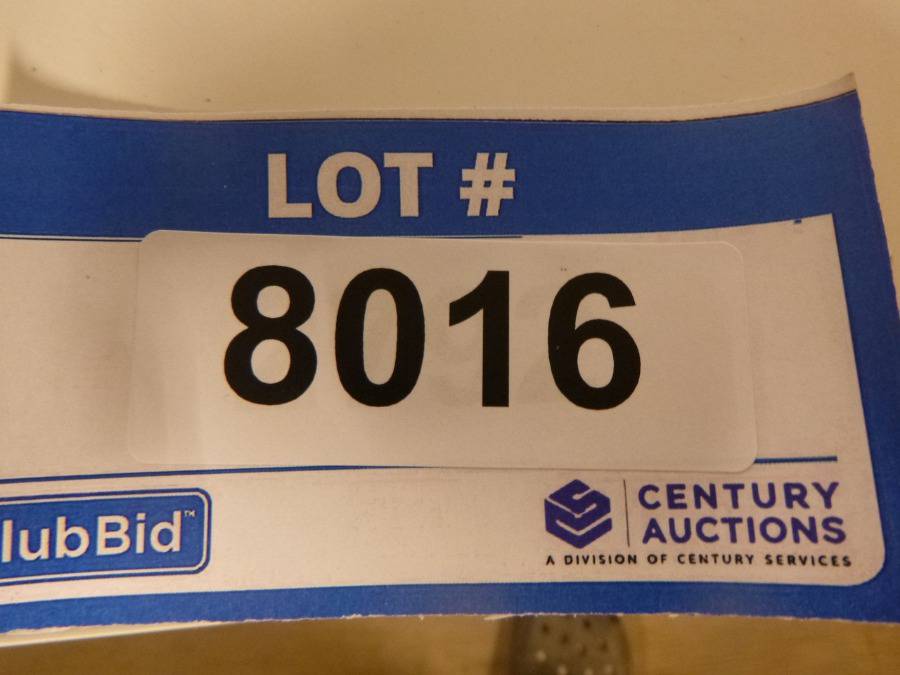 LOT #
8016
lubBid™
CENTURY
AUCTIONS
A DIVISION OF CENTURY SERVICES